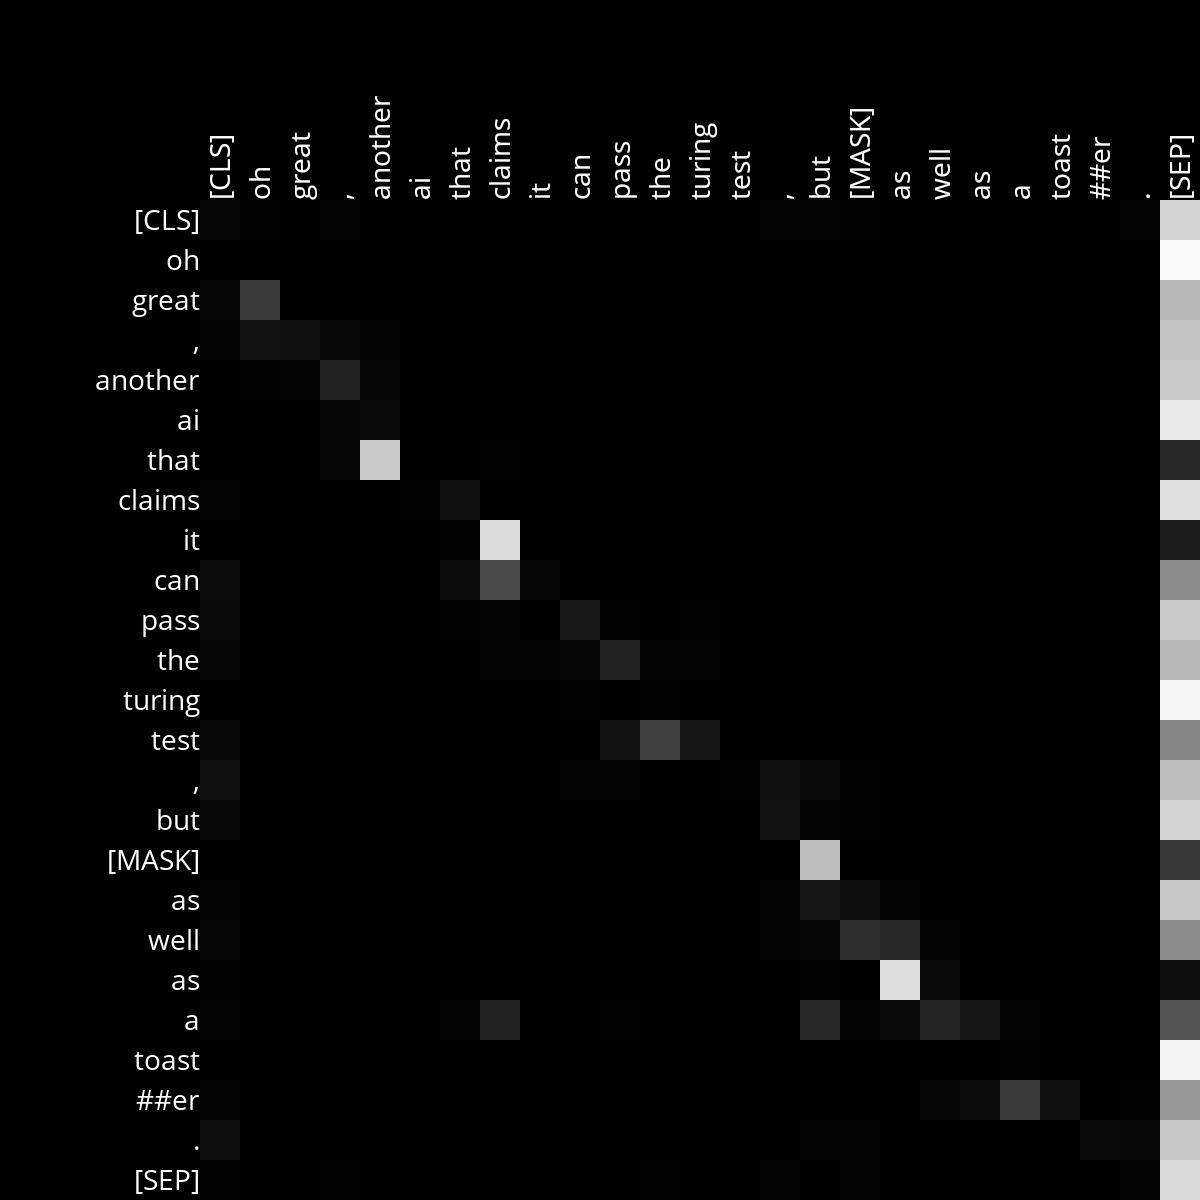 [CLS] oh great , another ai that claims it can pass the turing test , but [MASK] as well as a toast ##er . [SEP]
[CLS]
oh
great
,
another
ai
that
claims
it
can
pass
the
turing
test
,
but
[MASK]
as
well
as
a
toast
##er
.
[SEP]